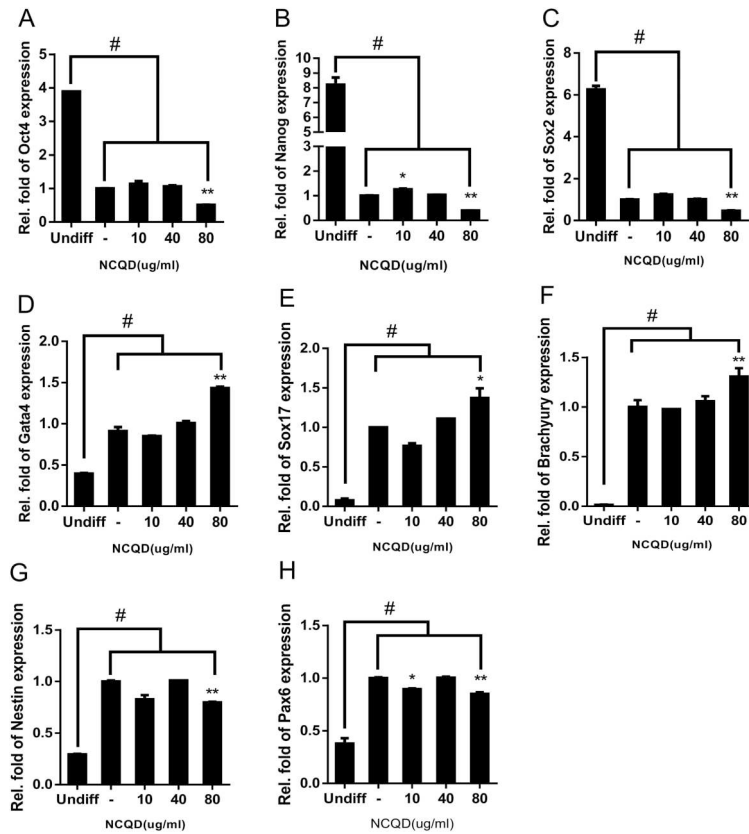 A
Rel. fold of Oct4 expression
5
4
3
2
1
0
#
**
Undiff - 10 40 80
NCQD(ug/ml)
B
Rel. fold of Nanog expression
10
9
8
7
6
5
4
3
3
2
1
0
#
*
**
Undiff - 10 40 80
NCQD(ug/ml)
C
Rel. fold of Sox2 expression
8
6
4
2
0
#
**
Undiff - 10 40 80
NCQD(ug/ml)
D
Rel. fold of Gata4 expression
2.0
1.5
1.0
0.5
0.0
#
**
Undiff - 10 40 80
NCQD(ug/ml)
E
Rel. fold of Sox17 expression
2.0
1.5
1.0
0.5
0.0
#
*
Undiff - 10 40 80
NCQD(ug/ml)
F
Rel. fold of Brachyury expression
1.5
1.0
0.5
0.0
#
**
Undiff - 10 40 80
NCQD(ug/ml)
G
Rel. fold of Nestin expression
1.5
1.0
0.5
0.0
#
**
Undiff - 10 40 80
NCQD(ug/ml)
H
Rel. fold of Pax6 expression
1.5
1.0
0.5
0.0
#
*
**
Undiff - 10 40 80
NCQD(ug/ml)